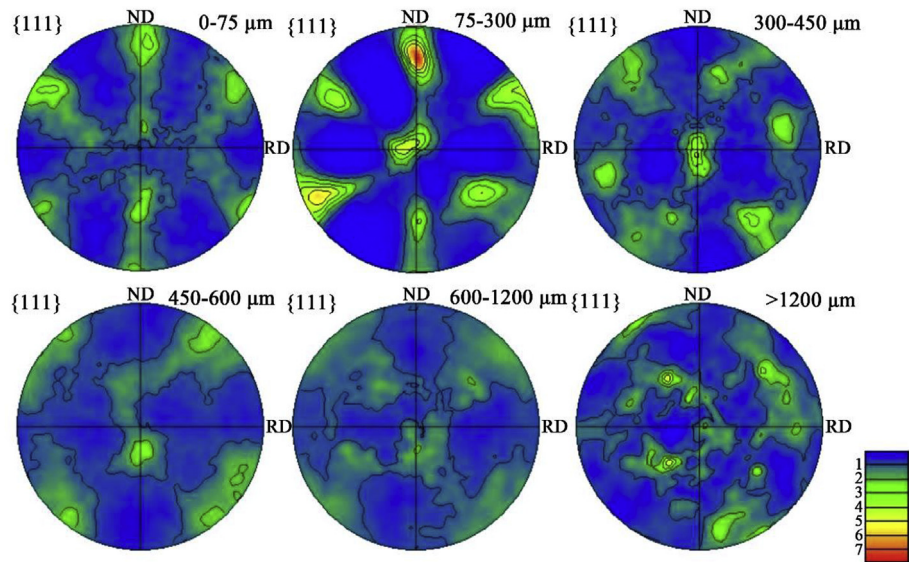 {111} ND 0-75 µm
{111} ND 75-300 µm
{111} ND 300-450 µm
RD RD RD
{111} ND 450-600 µm
{111} ND 600-1200 µm
{111} ND >1200 µm
RD RD RD
1
2
3
4
5
6
7